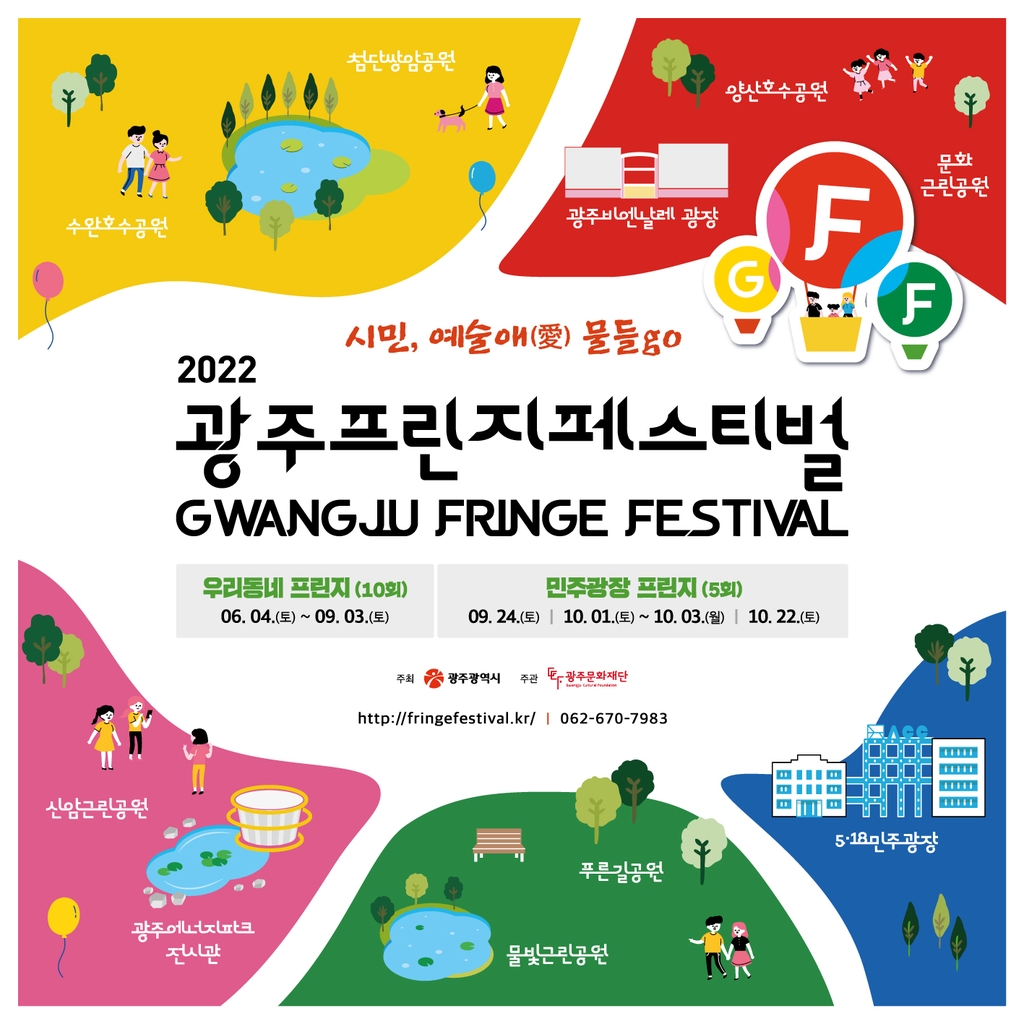 첨단쌍암공원
양산호수공원
문화
근린공원
광주비엔날레 광장
수완호수공원
G
F
F
시민, 예술애(愛) 물들go
2022
광주프린지페스티벌
GWANGJU FRINGE FESTIVAL
우리동네 프린지 (10회)
06. 04.(토) ~ 09. 03.(토)
민주광장 프린지 (5회)
09. 24.(토) | 10. 01.(토) ~ 10. 03.(월) | 10. 22.(토)
주최 광주광역시 주관 광주문화재단
Gwangju Cultural Foundation
http://fringefestival.kr/ | 062-670-7983
ACC
신암근린공원
5·18민주광장
푸른길공원
광주에너지파크
전시관
물빛근린공원